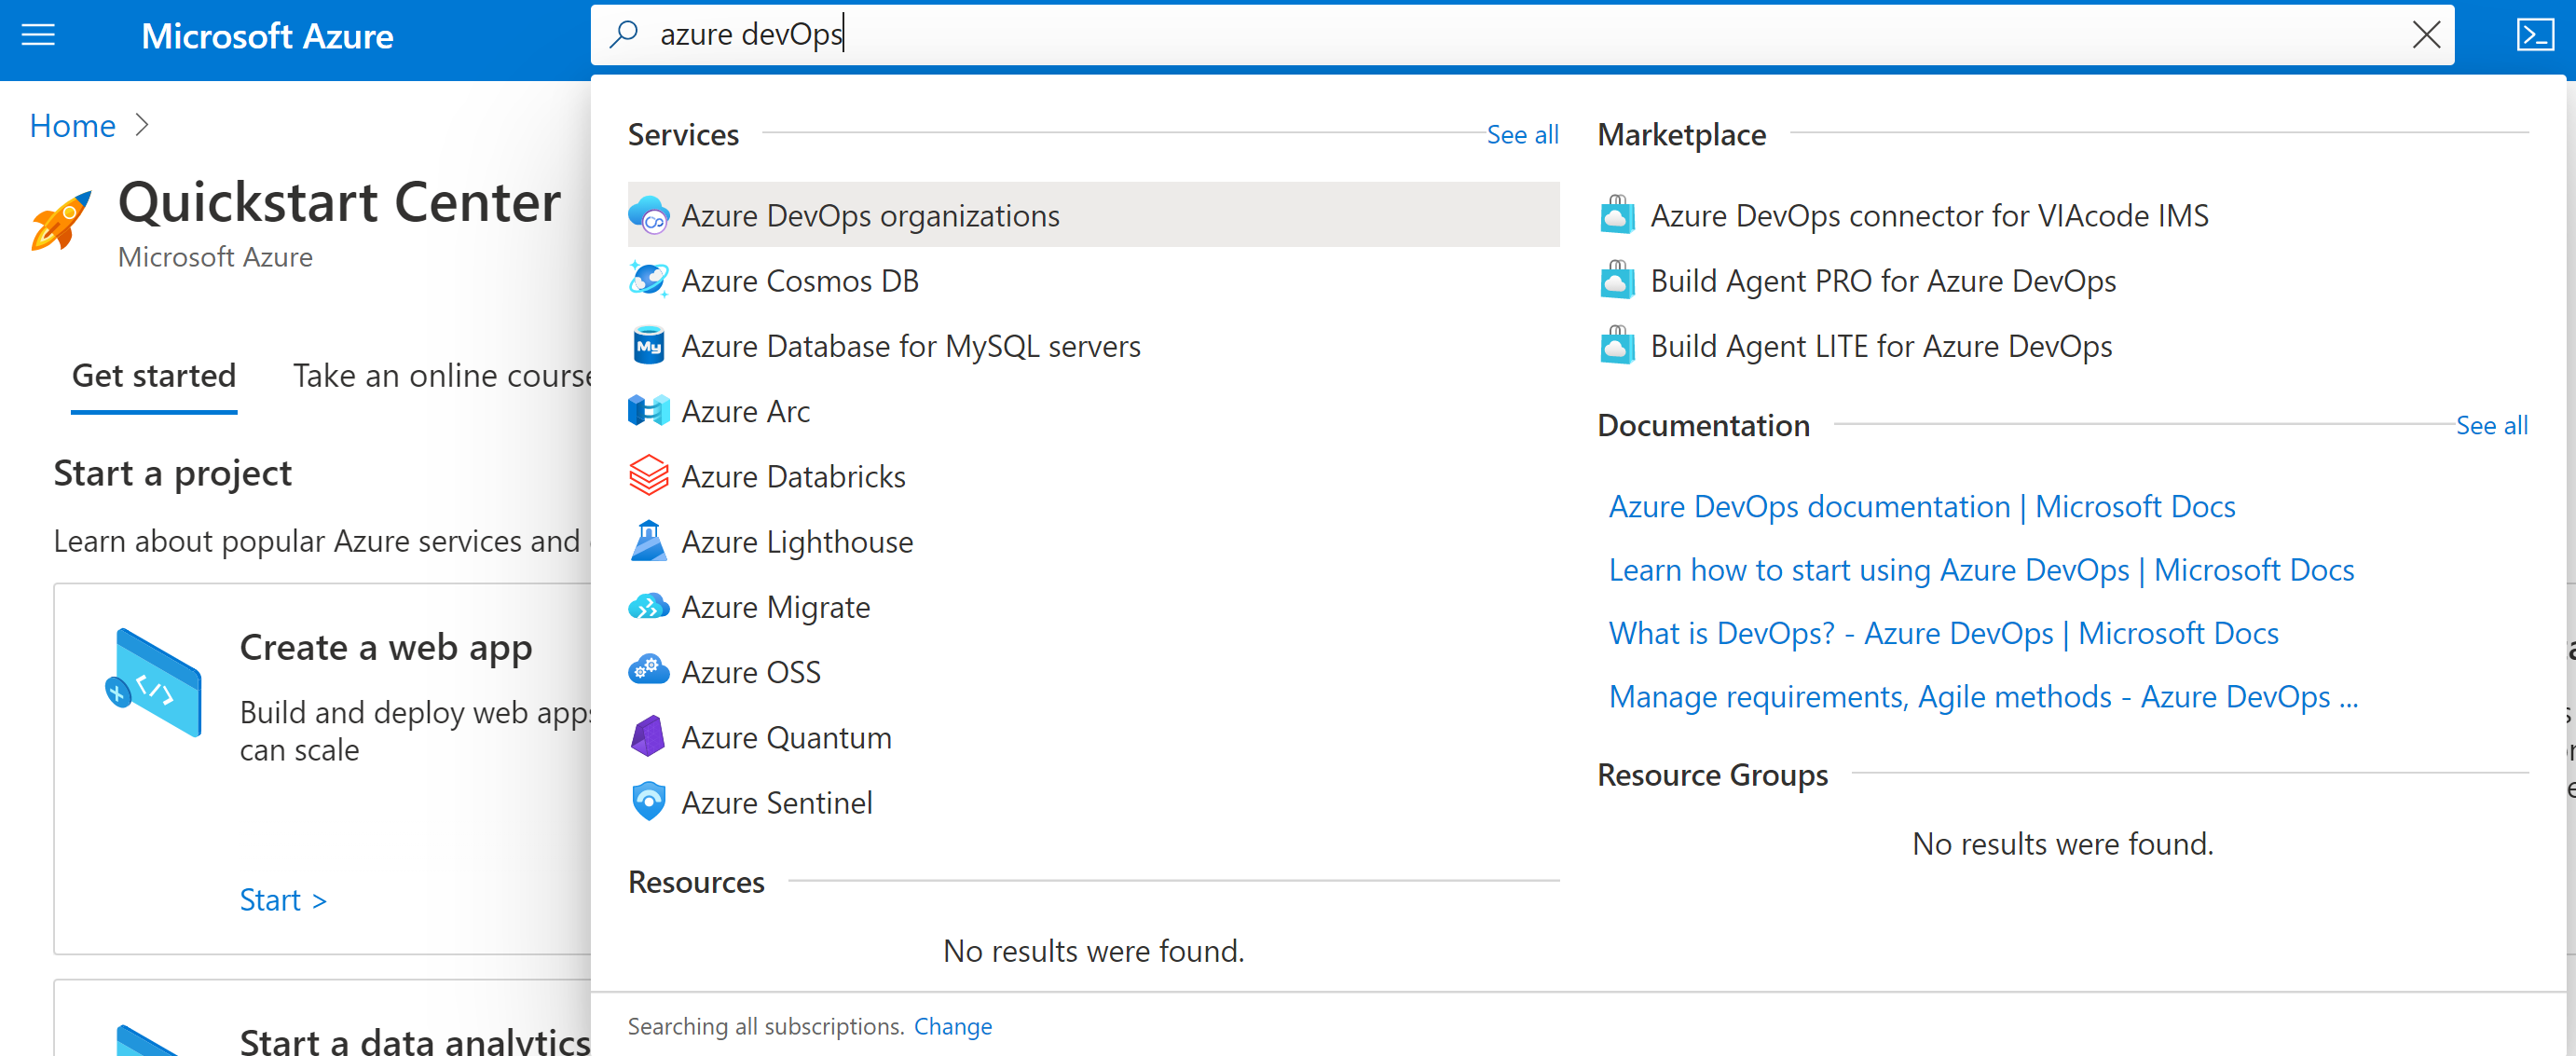 Microsoft Azure
azure devOps
Home
Quickstart Center
Microsoft Azure
Get started
Take an online course
Start a project
Learn about popular Azure services and
Create a web app
Build and deploy web apps
can scale
Start >
Start a data analytics
Services
See all
Azure DevOps organizations
Azure Cosmos DB
My
Azure Database for MySQL servers
Azure Arc
Azure Databricks
Azure Lighthouse
Azure Migrate
Azure OSS
Azure Quantum
Azure Sentinel
Resources
No results were found.
Marketplace
Azure DevOps connector for VIAcode IMS
Build Agent PRO for Azure DevOps
Build Agent LITE for Azure DevOps
Documentation
See all
Azure DevOps documentation | Microsoft Docs
Learn how to start using Azure DevOps | Microsoft Docs
What is DevOps? - Azure DevOps | Microsoft Docs
Manage requirements, Agile methods - Azure DevOps ...
Resource Groups
No results were found.
Searching all subscriptions. Change